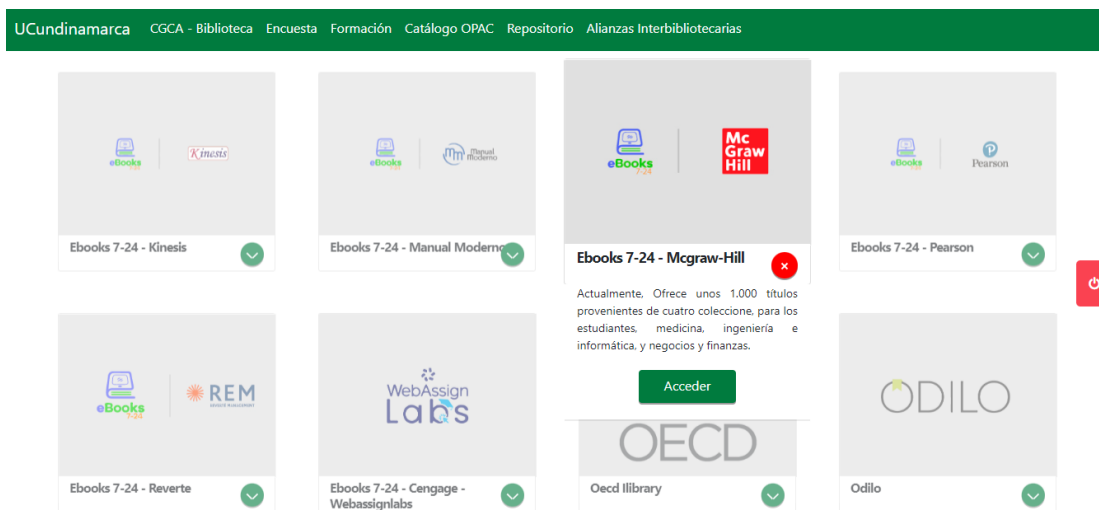 UCundinamarca CGCA - Biblioteca Encuesta Formación Catálogo OPAC Repositorio Alianzas Interbibliotecarias
eBooks
7-24
Kinesis
eBooks
7-24
Manual
Moderno
eBooks
7-24
Mc
Graw
Hill
eBooks
7-24
Pearson
Ebooks 7-24 - Kinesis
Ebooks 7-24 - Manual Moderno
Ebooks 7-24 - Mcgraw-Hill
Ebooks 7-24 - Pearson
Actualmente, Ofrece unos 1.000 títulos
provenientes de cuatro coleccione, para los
estudiantes, medicina, ingeniería e
informática, y negocios y finanzas.
Acceder
eBooks
7-24
REM
WebAssign
Labs
OECD
ODILO
Ebooks 7-24 - Reverte
Ebooks 7-24 - Cengage -
Webassignlabs
Oecd Ilibrary
Odilo